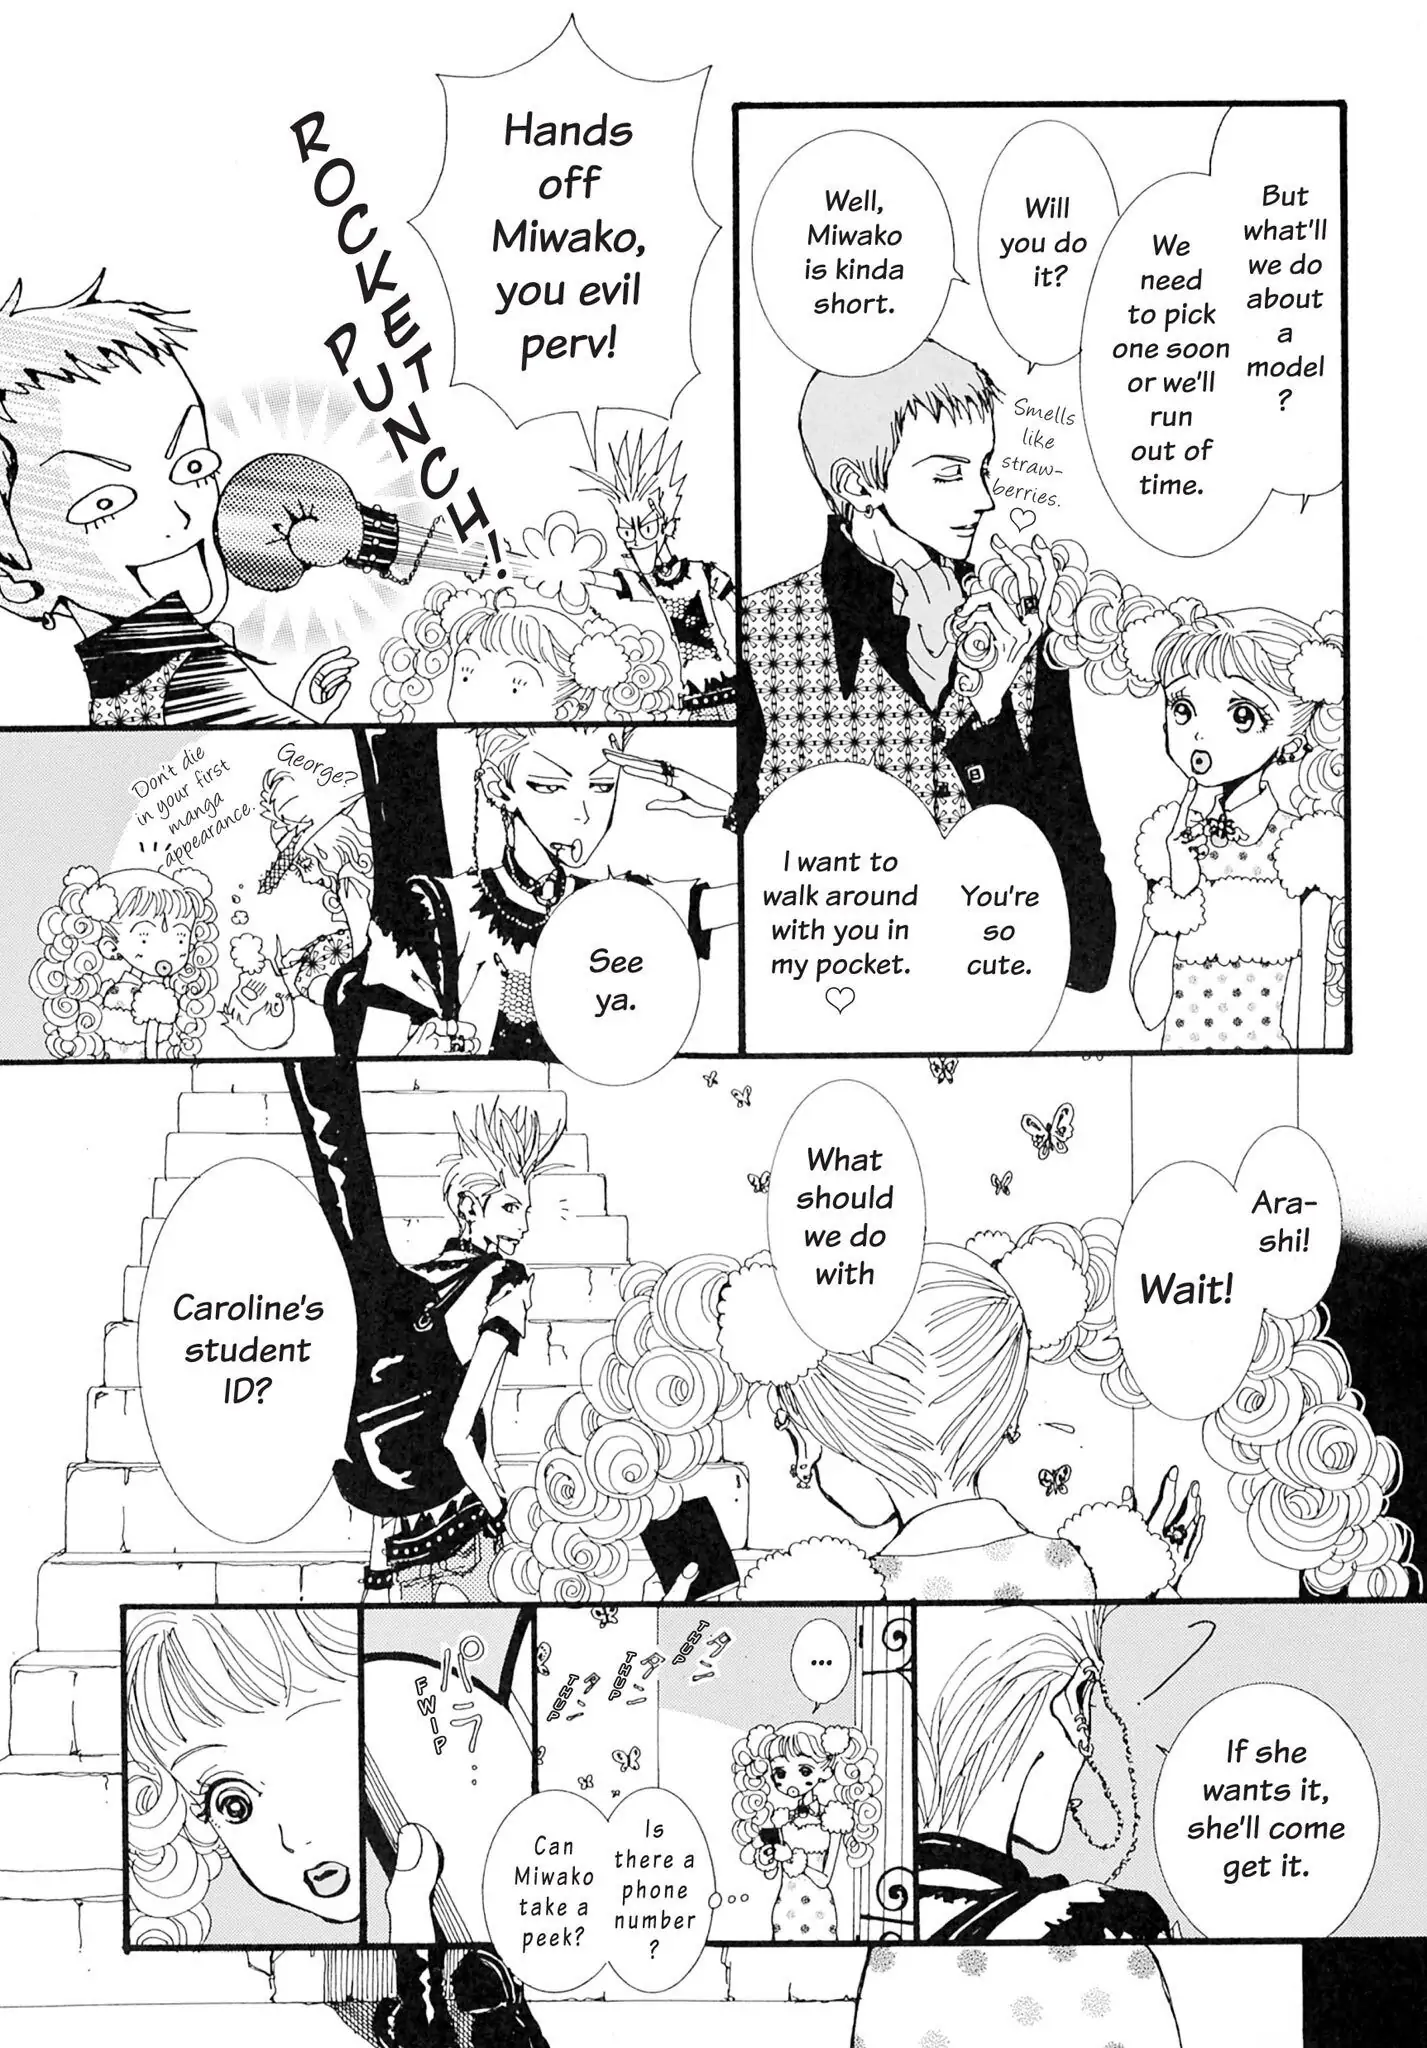 But
what'll
we do
about
a
model
?
We
need
to pick
one soon
or we'll
run
out of
time.
Will
you do
it?
Well,
Miwako
is kinda
short.
Smells
like
straw-
berries.
♡
You're
so
cute.
I want to
walk around
with you in
my pocket.
♡
Hands
off
Miwako,
you evil
perv!
ROCKET
PUNCH!
See
ya.
George?
Don't die
in your first
manga
appearance.
Ara-
shi!
Wait!
What
should
we do
with
Caroline's
student
ID?
フ
If she
wants it,
she'll come
get it.
...
THUP
THUP
THUP
Is
there a
phone
number
?
Can
Miwako
take a
peek?
パラ…
FWIP